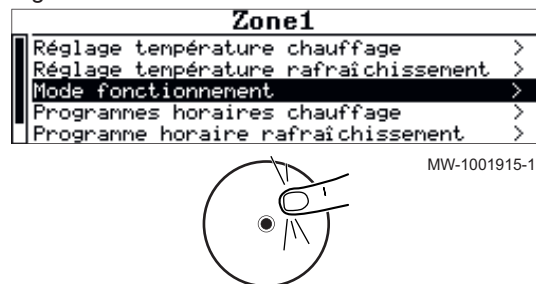 Zone1
Réglage température chauffage >
Réglage température rafraîchissement >
Mode fonctionnement >
Programmes horaires chauffage >
Programme horaire rafraîchissement >
MW-1001915-1